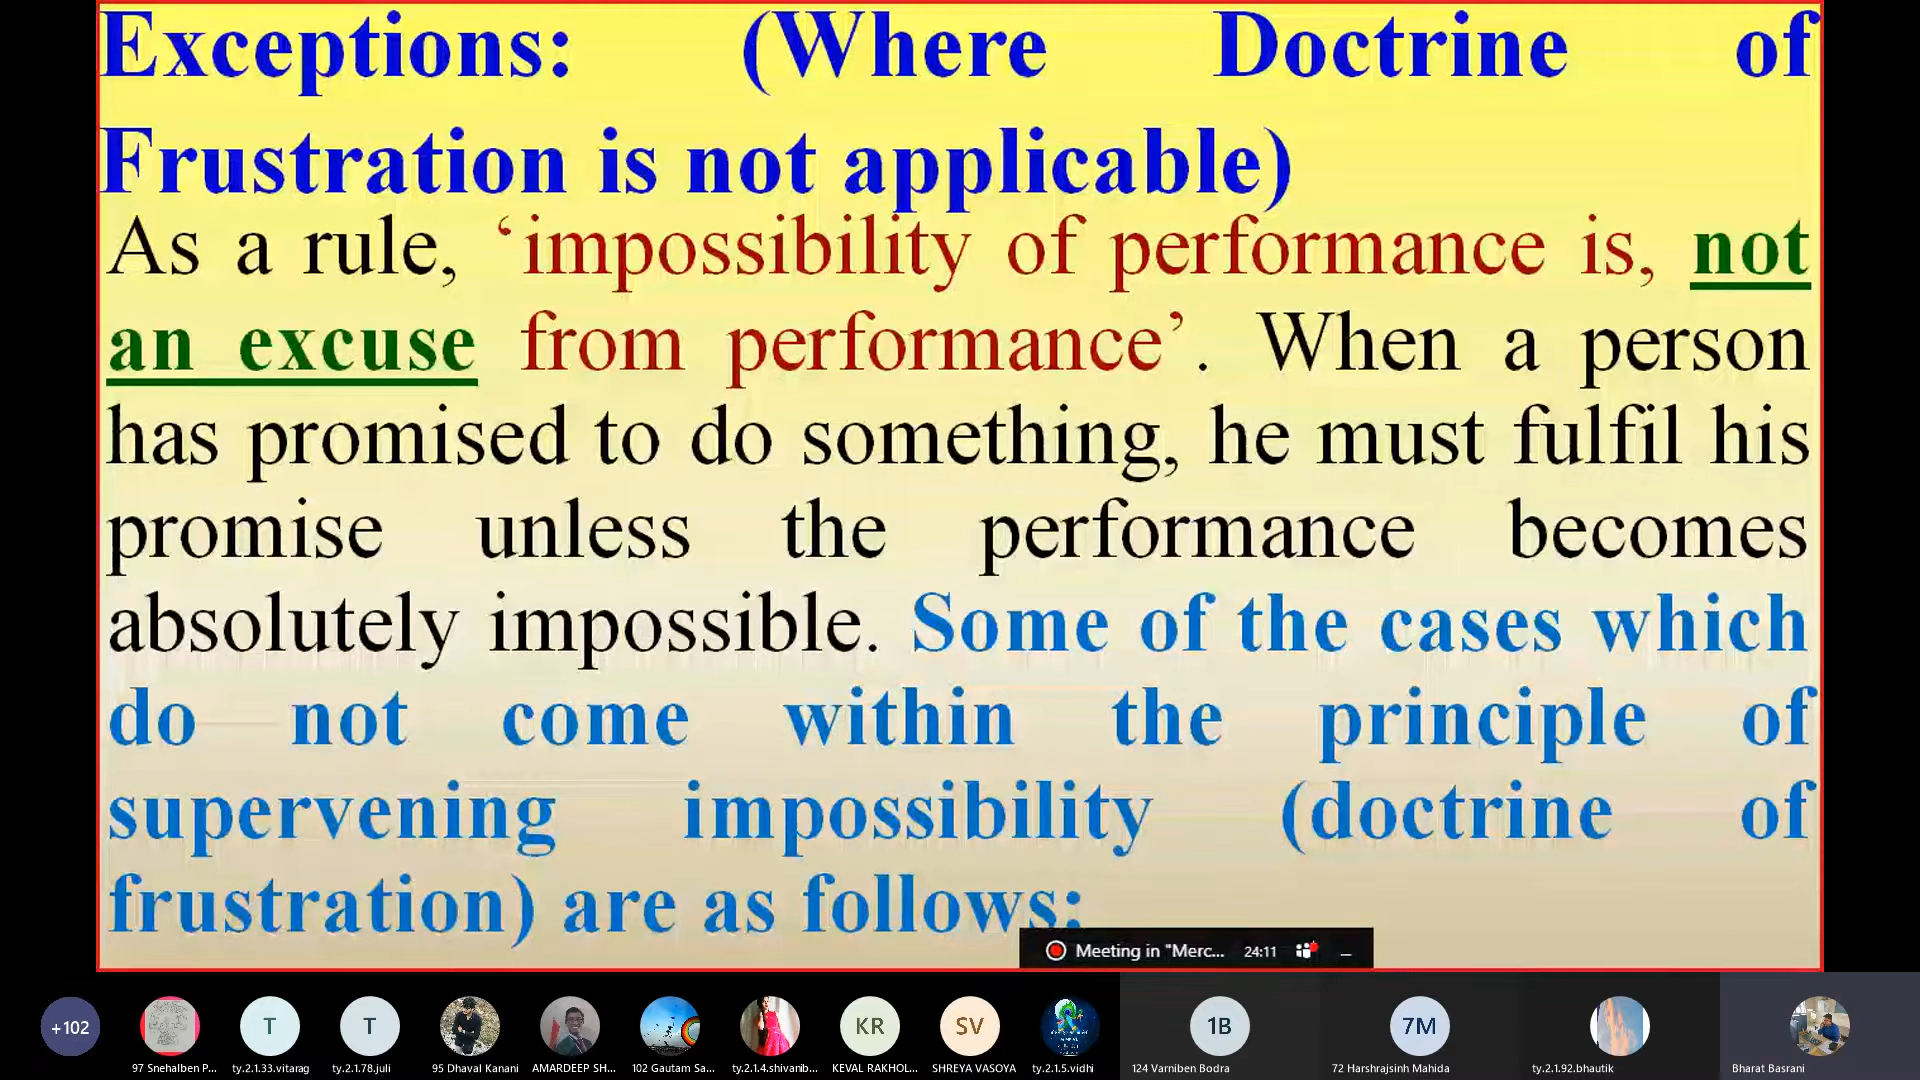 Exceptions: (Where Doctrine of
Frustration is not applicable)
As a rule, ‘impossibility of performance is, not
an excuse from performance’. When a person
has promised to do something, he must fulfil his
promise unless the performance becomes
absolutely impossible. Some of the cases which
do not come within the principle of
supervening impossibility (doctrine of
frustration) are as follows:
Meeting in "Merc... 24:11
+102 T T KR SV 1B 7M
97 Snehalben P... ty.2.1.33.vitarag ty.2.1.78.juli 95 Dhaval Kanani AMARDEEP SH... 102 Gautam Sa... ty.2.1.4.shivanib... KEVAL RAKHOL... SHREYA VASOYA ty.2.1.5.vidhi 124 Varniben Bodra 72 Harshrajsinh Mahida ty.2.1.92.bhautik Bharat Basrani